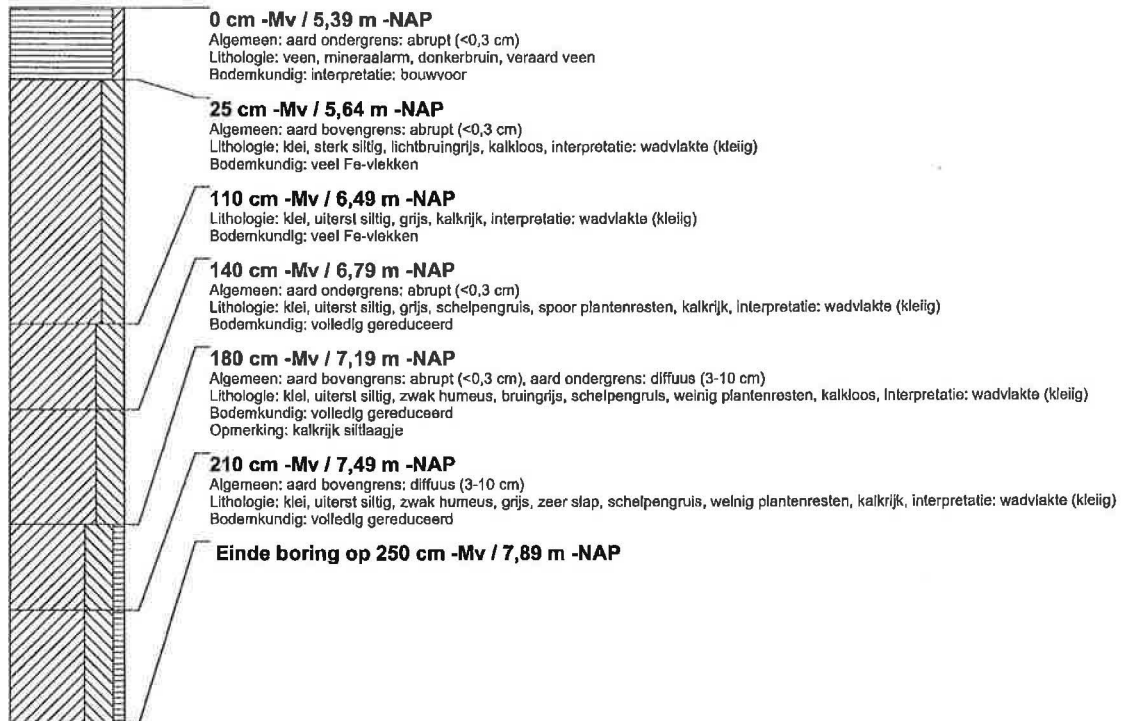 0 cm -Mv / 5,39 m -NAP
Algemeen: aard ondergrens: abrupt (<0,3 cm)
Lithologie: veen, mineraalarm, donkerbruin, veraard veen
Bodemkundig: interpretatie: bouwvoor
25 cm -Mv / 5,64 m -NAP
Algemeen: aard bovengrens: abrupt (<0,3 cm)
Lithologie: klei, sterk siltig, lichtbruingrijs, kalkloos, interpretatie: wadvlakte (kleiig)
Bodemkundig: veel Fe-vlekken
110 cm -Mv / 6,49 m -NAP
Lithologie: klei, uiterst siltig, grijs, kalkrijk, interpretatie: wadvlakte (kleiig)
Bodemkundig: veel Fe-vlekken
140 cm -Mv / 6,79 m -NAP
Algemeen: aard ondergrens: abrupt (<0,3 cm)
Lithologie: klei, uiterst siltig, grijs, schelpengruis, spoor plantenresten, kalkrijk, interpretatie: wadvlakte (kleiig)
Bodemkundig: volledig gereduceerd
180 cm -Mv / 7,19 m -NAP
Algemeen: aard bovengrens: abrupt (<0,3 cm), aard ondergrens: diffuus (3-10 cm)
Lithologie: klei, uiterst siltig, zwak humeus, bruingrijs, schelpengruis, weinig plantenresten, kalkloos, interpretatie: wadvlakte (kleiig)
Bodemkundig: volledig gereduceerd
Opmerking: kalkrijk siltlaagje
210 cm -Mv / 7,49 m -NAP
Algemeen: aard bovengrens: diffuus (3-10 cm)
Lithologie: klei, uiterst siltig, zwak humeus, grijs, zeer slap, schelpengruis, weinig plantenresten, kalkrijk, interpretatie: wadvlakte (kleiig)
Bodemkundig: volledig gereduceerd
Einde boring op 250 cm -Mv / 7,89 m -NAP